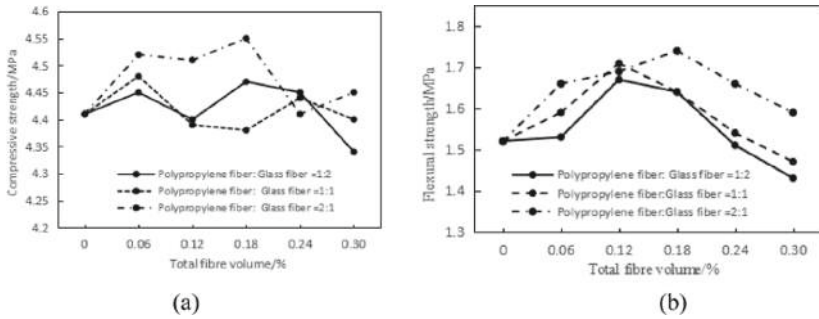 4.6
4.55
4.5
4.45
4.4
4.35
4.3
4.25
4.2
Compressive strength/MPa
Polypropylene fiber: Glass fiber =1:2
Polypropylene fiber: Glass fiber =1:1
Polypropylene fiber: Glass fiber =2:1
0 0.06 0.12 0.18 0.24 0.30
Total fibre volume/%
(a)
1.8
1.7
1.6
1.5
1.4
1.3
Flexural strength/MPa
Polypropylene fiber:Glass fiber =1:2
Polypropylene fiber:Glass fiber =1:1
Polypropylene fiber:Glass fiber =2:1
0 0.06 0.12 0.18 0.24 0.30
Total fibre volume/%
(b)